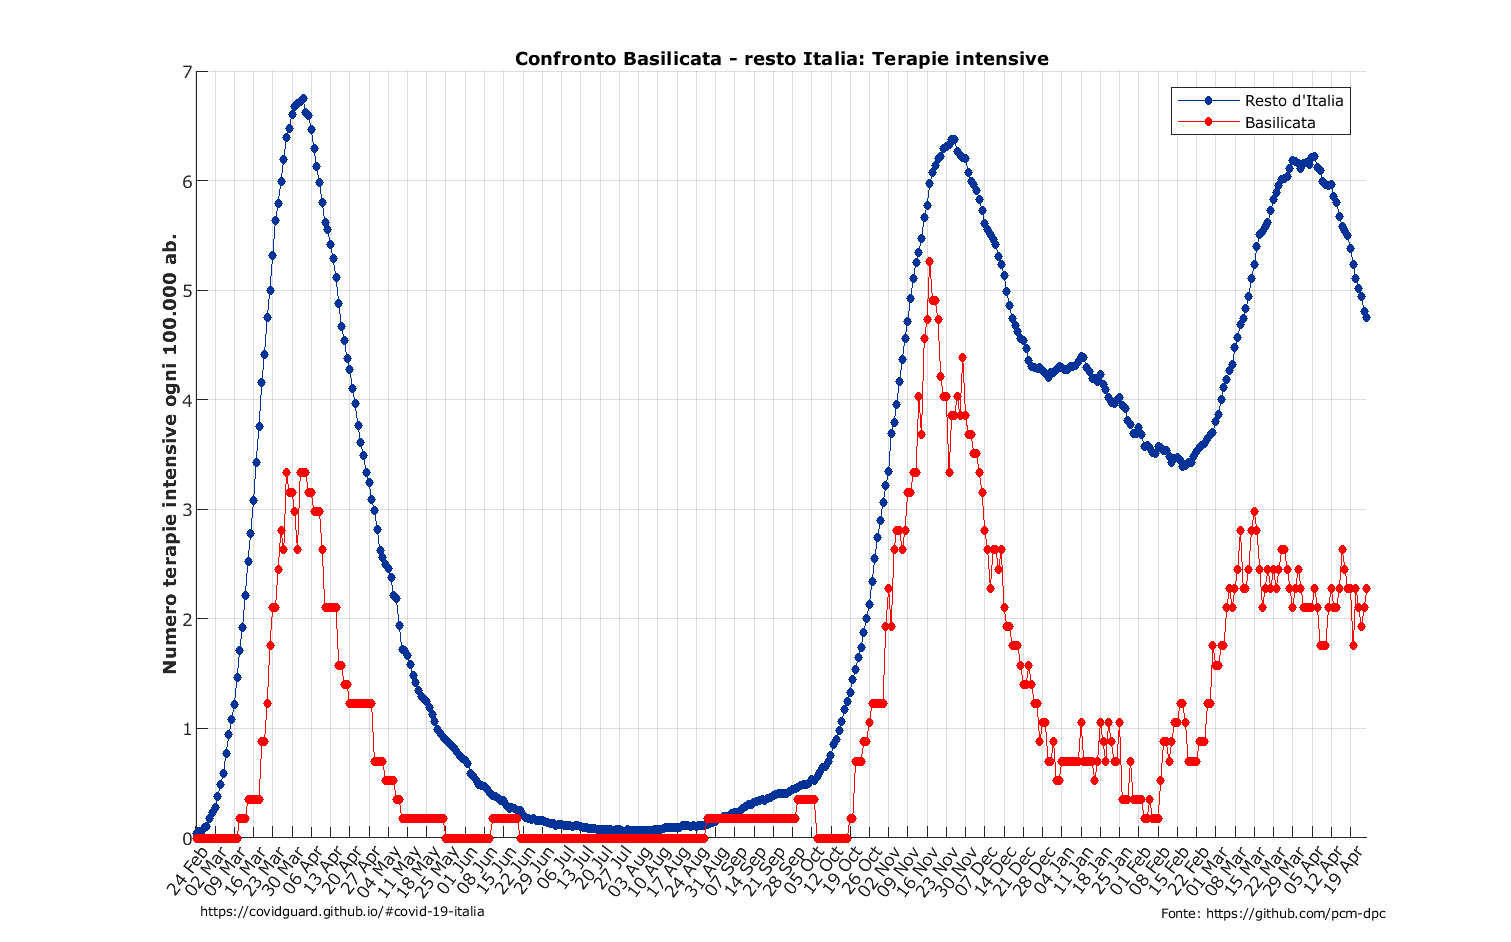 Confronto Basilicata - resto Italia: Terapie intensive
Resto d'Italia
Basilicata
Numero terapie intensive ogni 100.000 ab.
7
6
5
4
3
2
1
0
24 Feb
02 Mar
09 Mar
16 Mar
23 Mar
30 Mar
06 Apr
13 Apr
20 Apr
27 Apr
04 May
11 May
18 May
25 May
01 Jun
08 Jun
15 Jun
22 Jun
29 Jun
06 Jul
13 Jul
20 Jul
27 Jul
03 Aug
10 Aug
17 Aug
24 Aug
31 Aug
07 Sep
14 Sep
21 Sep
28 Sep
05 Oct
12 Oct
19 Oct
26 Oct
02 Nov
09 Nov
16 Nov
23 Nov
30 Nov
07 Dec
14 Dec
21 Dec
28 Dec
04 Jan
11 Jan
18 Jan
25 Jan
01 Feb
08 Feb
15 Feb
22 Feb
01 Mar
08 Mar
15 Mar
22 Mar
29 Mar
05 Apr
12 Apr
19 Apr
https://covidguard.github.io/#covid-19-italia
Fonte: https://github.com/pcm-dpc